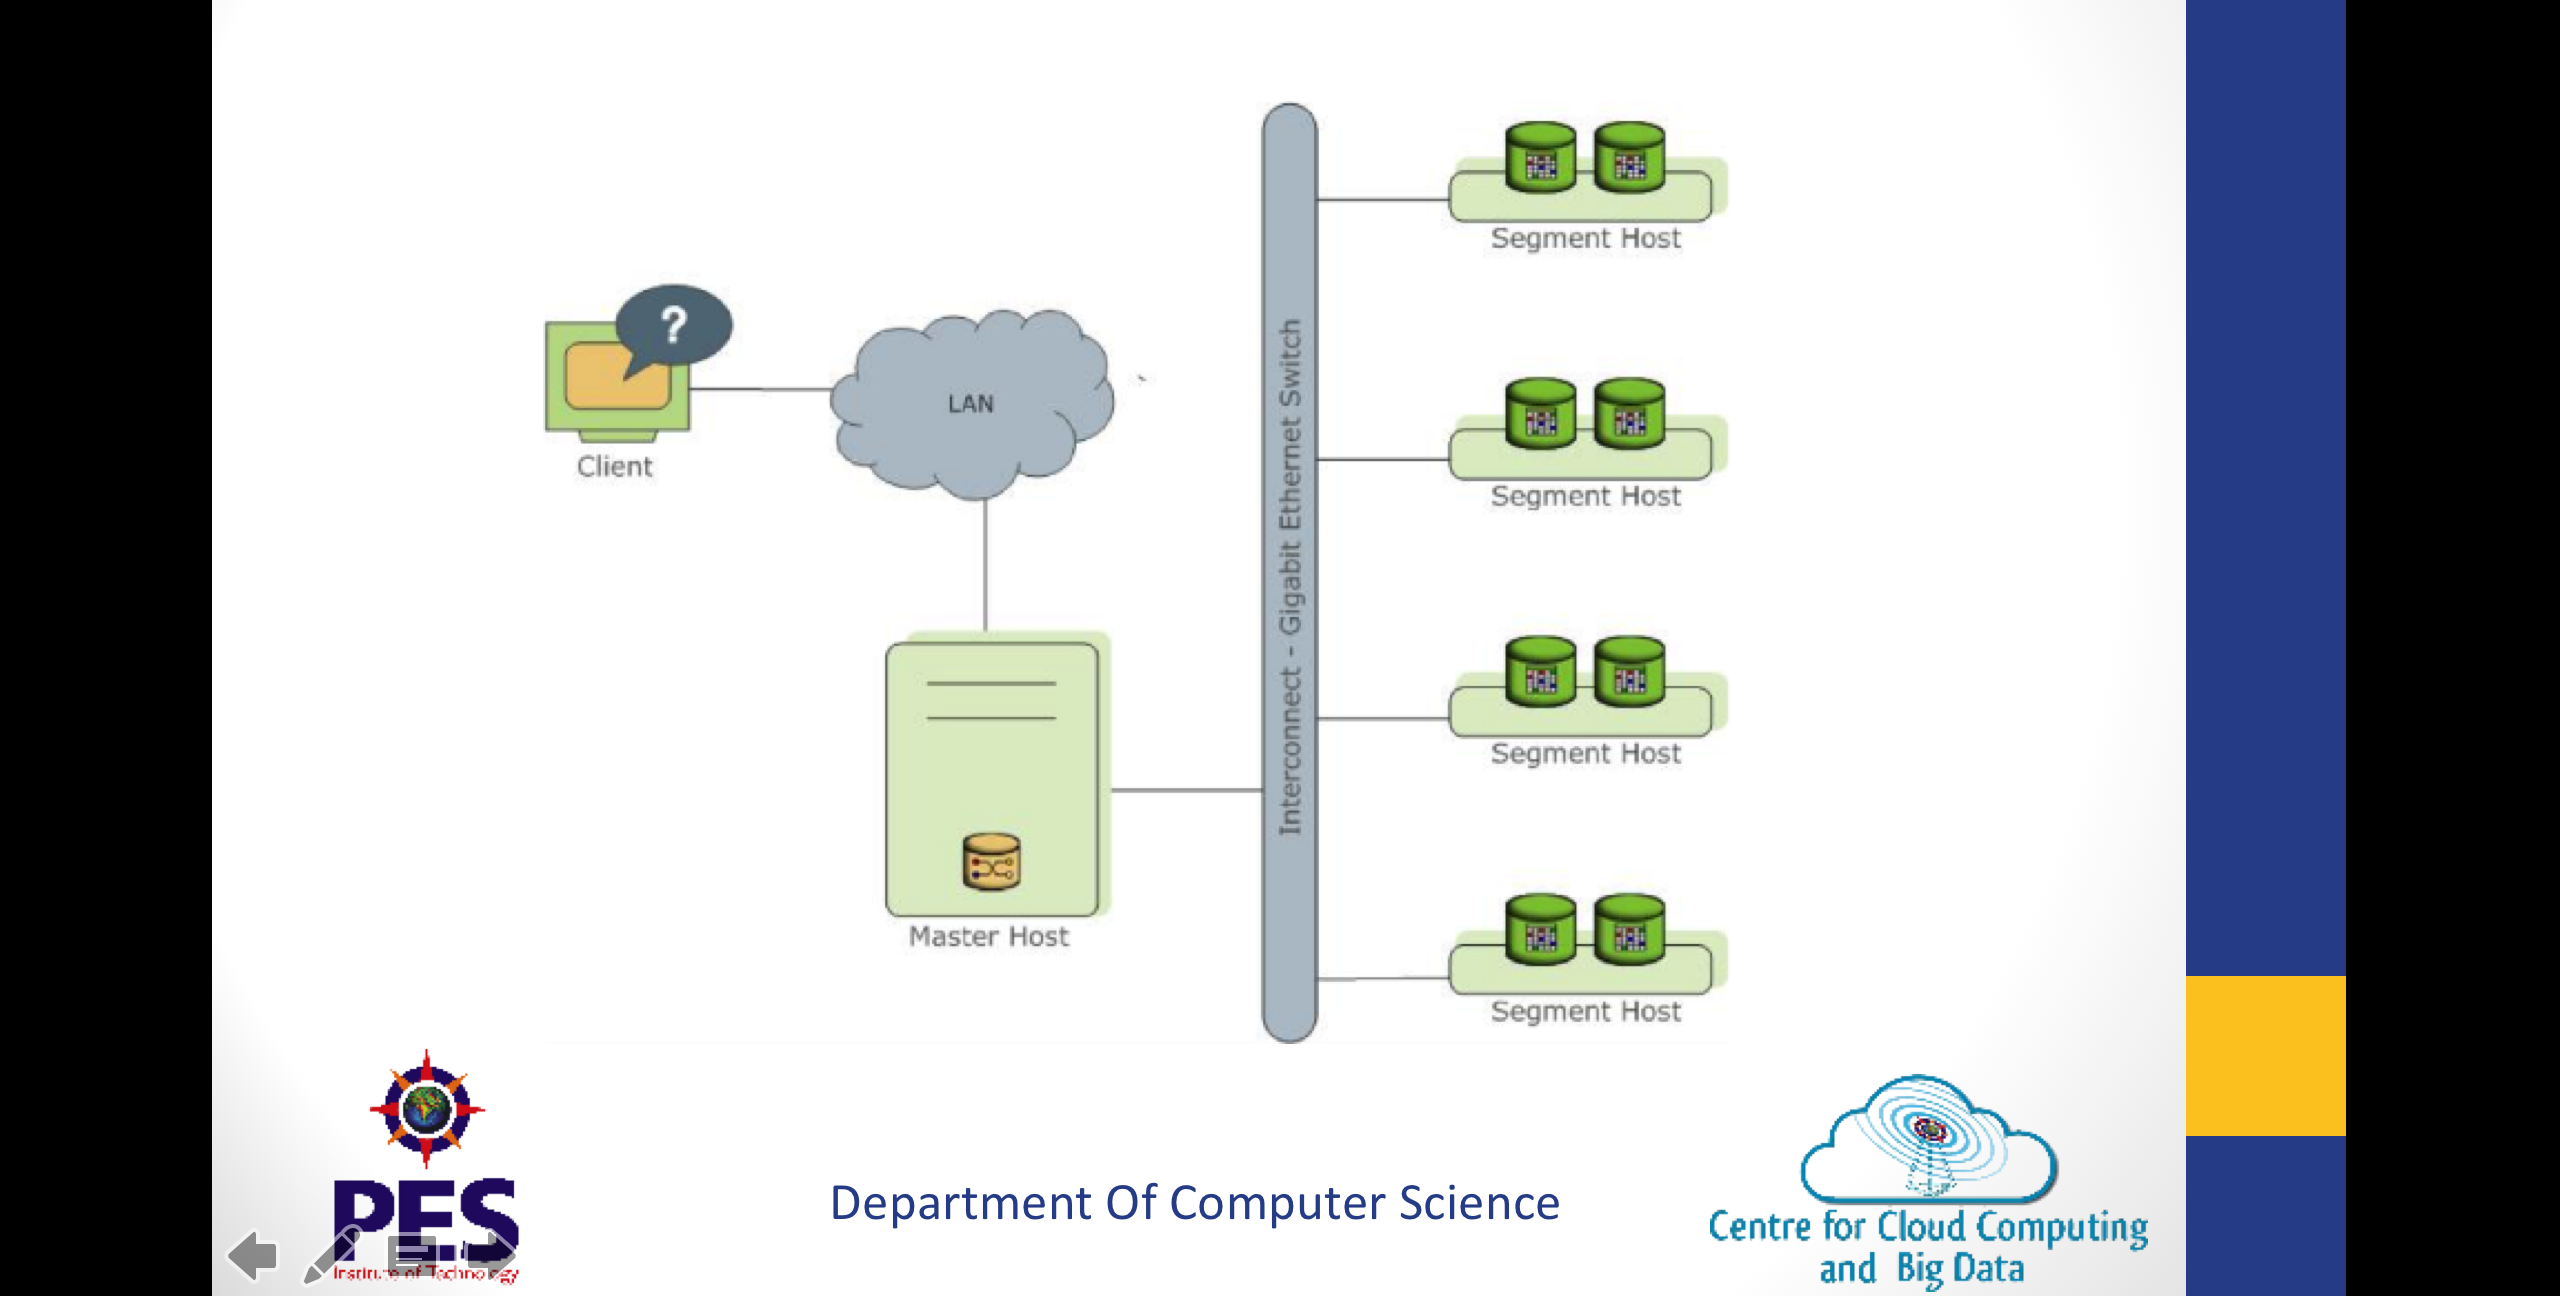 ?
Client
LAN
Master Host
Interconnect - Gigabit Ethernet Switch
Segment Host
Segment Host
Segment Host
Segment Host
PES
Institute of Technology
Department Of Computer Science
Centre for Cloud Computing
and Big Data